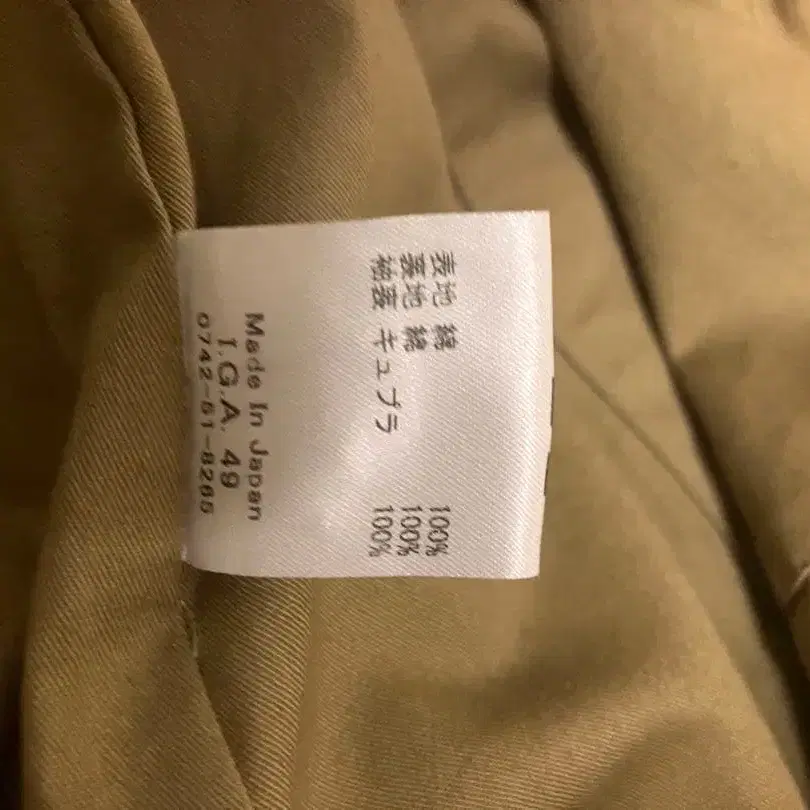 表地 綿 100%
裏地 綿 100%
袖裏 キュプラ 100%
Made In Japan
I.G.A. 49
0742-51-8265